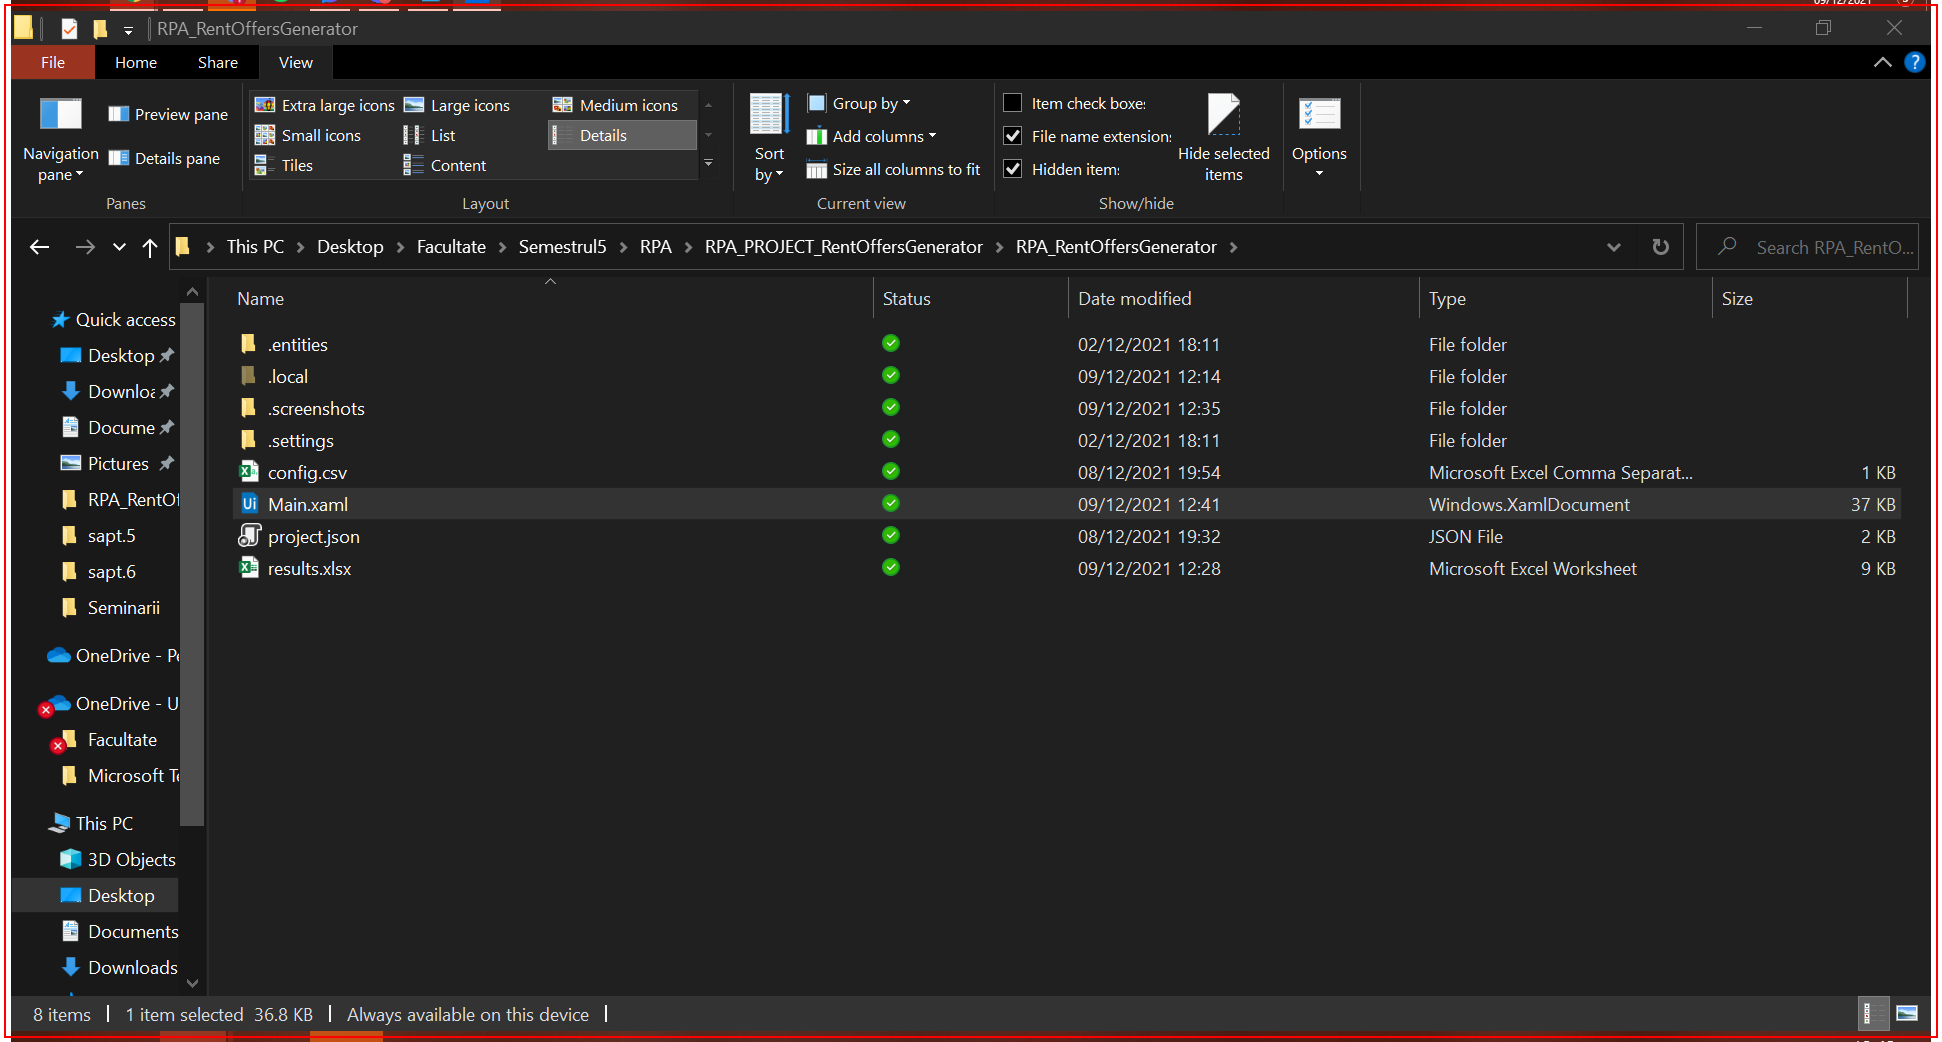 09/12/2021
RPA_RentOffersGenerator
File Home Share View
Navigation pane
Preview pane
Details pane
Panes
Extra large icons Large icons Medium icons
Small icons List Details
Tiles Content
Layout
Sort by
Group by
Add columns
Size all columns to fit
Current view
Item check boxe
File name extension
Hidden item
Hide selected items
Show/hide
Options
This PC Desktop Facultate Semestrul5 RPA RPA_PROJECT_RentOffersGenerator RPA_RentOffersGenerator
Search RPA_RentO...
Quick access
Desktop
Downloa
Docume
Pictures
RPA_RentOf
sapt.5
sapt.6
Seminarii
OneDrive - Pe
OneDrive - U
Facultate
Microsoft Te
This PC
3D Objects
Desktop
Documents
Downloads
Name Status Date modified Type Size
.entities 02/12/2021 18:11 File folder
.local 09/12/2021 12:14 File folder
.screenshots 09/12/2021 12:35 File folder
.settings 02/12/2021 18:11 File folder
config.csv 08/12/2021 19:54 Microsoft Excel Comma Separat... 1 KB
Main.xaml 09/12/2021 12:41 Windows.XamlDocument 37 KB
project.json 08/12/2021 19:32 JSON File 2 KB
results.xlsx 09/12/2021 12:28 Microsoft Excel Worksheet 9 KB
8 items 1 item selected 36.8 KB Always available on this device